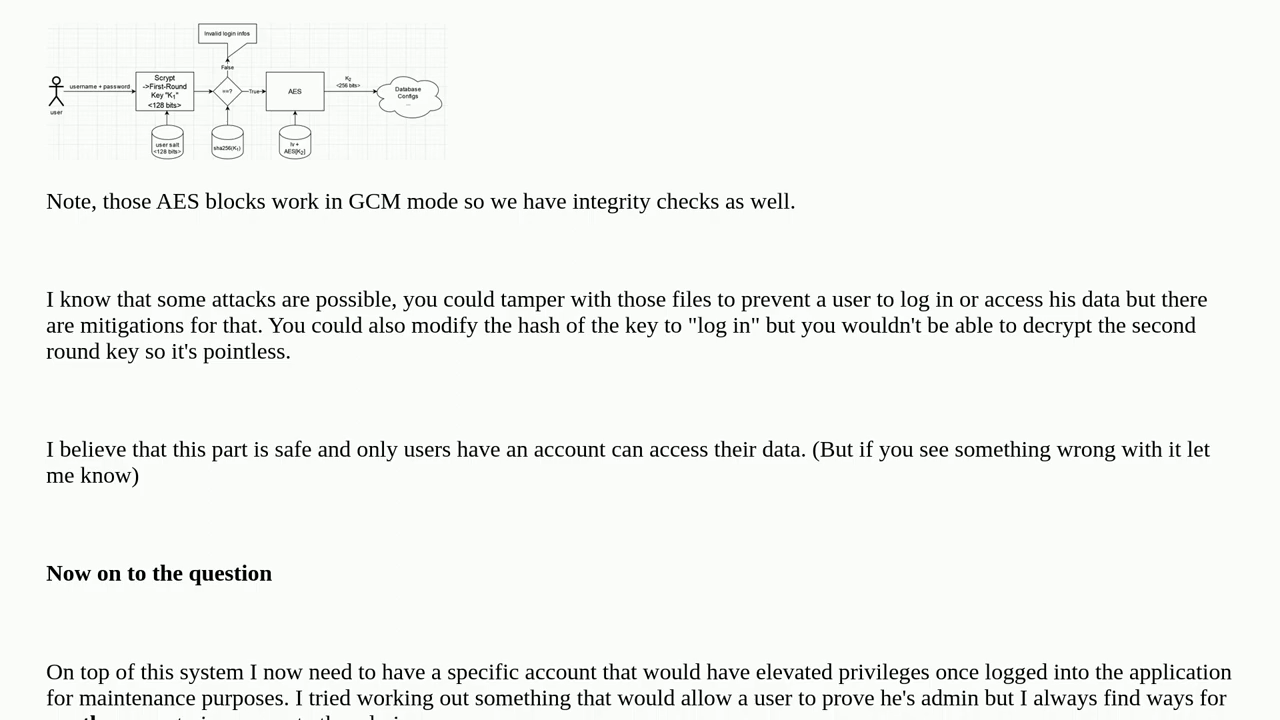 Invalid login infos
False
username + password
Scrypt
->First-Round
Key "K₁"
<128 bits>
==?
True
AES
K₂
<256 bits>
Database
Configs
...
user
user salt
<128 bits>
sha256(K₁)
iv +
AES[K₂]
Note, those AES blocks work in GCM mode so we have integrity checks as well.
I know that some attacks are possible, you could tamper with those files to prevent a user to log in or access his data but there
are mitigations for that. You could also modify the hash of the key to "log in" but you wouldn't be able to decrypt the second
round key so it's pointless.
I believe that this part is safe and only users have an account can access their data. (But if you see something wrong with it let
me know)
Now on to the question
On top of this system I now need to have a specific account that would have elevated privileges once logged into the application
for maintenance purposes. I tried working out something that would allow a user to prove he's admin but I always find ways for